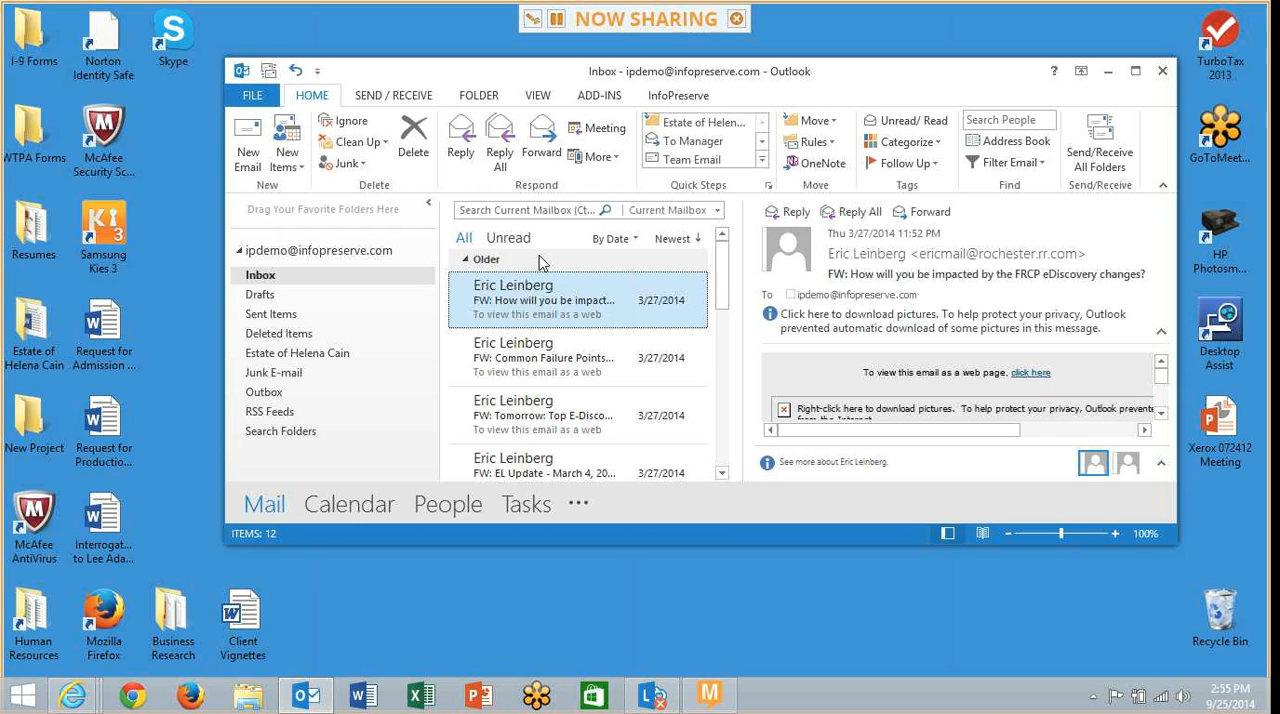 NOW SHARING
I-9 Forms
Norton
Identity Safe
Skype
WTPA Forms
McAfee
Security Sc...
Resumes
Samsung
Kies 3
Estate of
Helena Cain
Request for
Admission ...
New Project
Request for
Productio...
McAfee
AntiVirus
Interrogat...
to Lee Ada...
Human
Resources
Mozilla
Firefox
Business
Research
Client
Vignettes
Inbox - ipdemo@infopreserve.com - Outlook
FILE HOME SEND / RECEIVE FOLDER VIEW ADD-INS InfoPreserve
New
Email
New
Items
New
Ignore
Clean Up
Junk
Delete
Delete
Reply
Reply
All
Forward
Meeting
More
Respond
Estate of Helen...
To Manager
Team Email
Quick Steps
Move
Rules
OneNote
Move
Unread/ Read
Categorize
Follow Up
Tags
Search People
Address Book
Filter Email
Find
Send/Receive
All Folders
Send/Receive
Drag Your Favorite Folders Here
ipdemo@infopreserve.com
Inbox
Drafts
Sent Items
Deleted Items
Estate of Helena Cain
Junk E-mail
Outbox
RSS Feeds
Search Folders
Search Current Mailbox (Ct... Current Mailbox
All Unread By Date Newest
Older
Eric Leinberg
FW: How will you be impact... 3/27/2014
To view this email as a web
Eric Leinberg
FW: Common Failure Points... 3/27/2014
To view this email as a web
Eric Leinberg
FW: Tomorrow: Top E-Disco... 3/27/2014
To view this email as a web
Eric Leinberg
FW: EL Update - March 4, 20... 3/27/2014
Reply Reply All Forward
Thu 3/27/2014 11:52 PM
Eric Leinberg <ericmail@rochester.rr.com>
FW: How will you be impacted by the FRCP eDiscovery changes?
To ipdemo@infopreserve.com
Click here to download pictures. To help protect your privacy, Outlook
prevented automatic download of some pictures in this message.
To view this email as a web page, click here
Right-click here to download pictures. To help protect your privacy, Outlook prevente
See more about Eric Leinberg.
Mail Calendar People Tasks
ITEMS: 12
100%
TurboTax
2013
GoToMeet...
HP
Photosm...
Desktop
Assist
Xerox 072412
Meeting
Recycle Bin
2:55 PM
9/25/2014